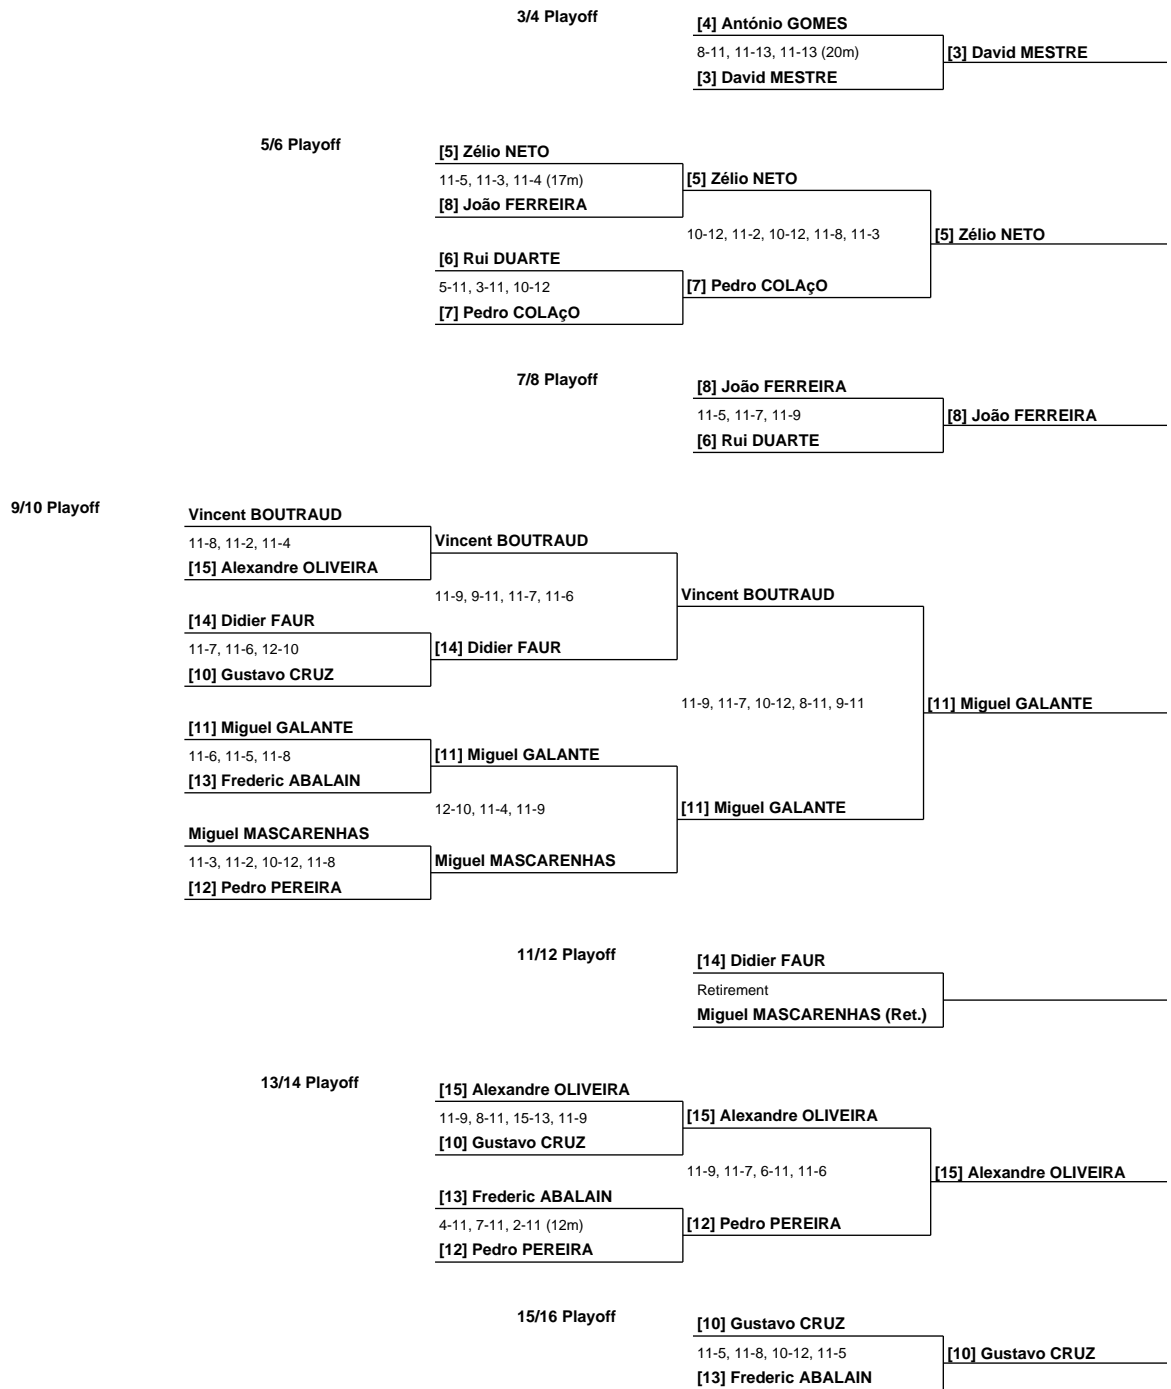 3/4 Playoff
[4] António GOMES
8-11, 11-13, 11-13 (20m)
[3] David MESTRE
[3] David MESTRE
5/6 Playoff
[5] Zélio NETO
11-5, 11-3, 11-4 (17m)
[5] Zélio NETO
[8] João FERREIRA
10-12, 11-2, 10-12, 11-8, 11-3
[5] Zélio NETO
[6] Rui DUARTE
5-11, 3-11, 10-12
[7] Pedro COLAçO
[7] Pedro COLAçO
7/8 Playoff
[8] João FERREIRA
11-5, 11-7, 11-9
[8] João FERREIRA
[6] Rui DUARTE
9/10 Playoff
Vincent BOUTRAUD
11-8, 11-2, 11-4
Vincent BOUTRAUD
[15] Alexandre OLIVEIRA
11-9, 9-11, 11-7, 11-6
Vincent BOUTRAUD
[14] Didier FAUR
11-7, 11-6, 12-10
[14] Didier FAUR
[10] Gustavo CRUZ
11-9, 11-7, 10-12, 8-11, 9-11
[11] Miguel GALANTE
[11] Miguel GALANTE
11-6, 11-5, 11-8
[11] Miguel GALANTE
[13] Frederic ABALAIN
12-10, 11-4, 11-9
[11] Miguel GALANTE
Miguel MASCARENHAS
11-3, 11-2, 10-12, 11-8
Miguel MASCARENHAS
[12] Pedro PEREIRA
11/12 Playoff
[14] Didier FAUR
Retirement
Miguel MASCARENHAS (Ret.)
13/14 Playoff
[15] Alexandre OLIVEIRA
11-9, 8-11, 15-13, 11-9
[15] Alexandre OLIVEIRA
[10] Gustavo CRUZ
11-9, 11-7, 6-11, 11-6
[15] Alexandre OLIVEIRA
[13] Frederic ABALAIN
4-11, 7-11, 2-11 (12m)
[12] Pedro PEREIRA
[12] Pedro PEREIRA
15/16 Playoff
[10] Gustavo CRUZ
11-5, 11-8, 10-12, 11-5
[10] Gustavo CRUZ
[13] Frederic ABALAIN